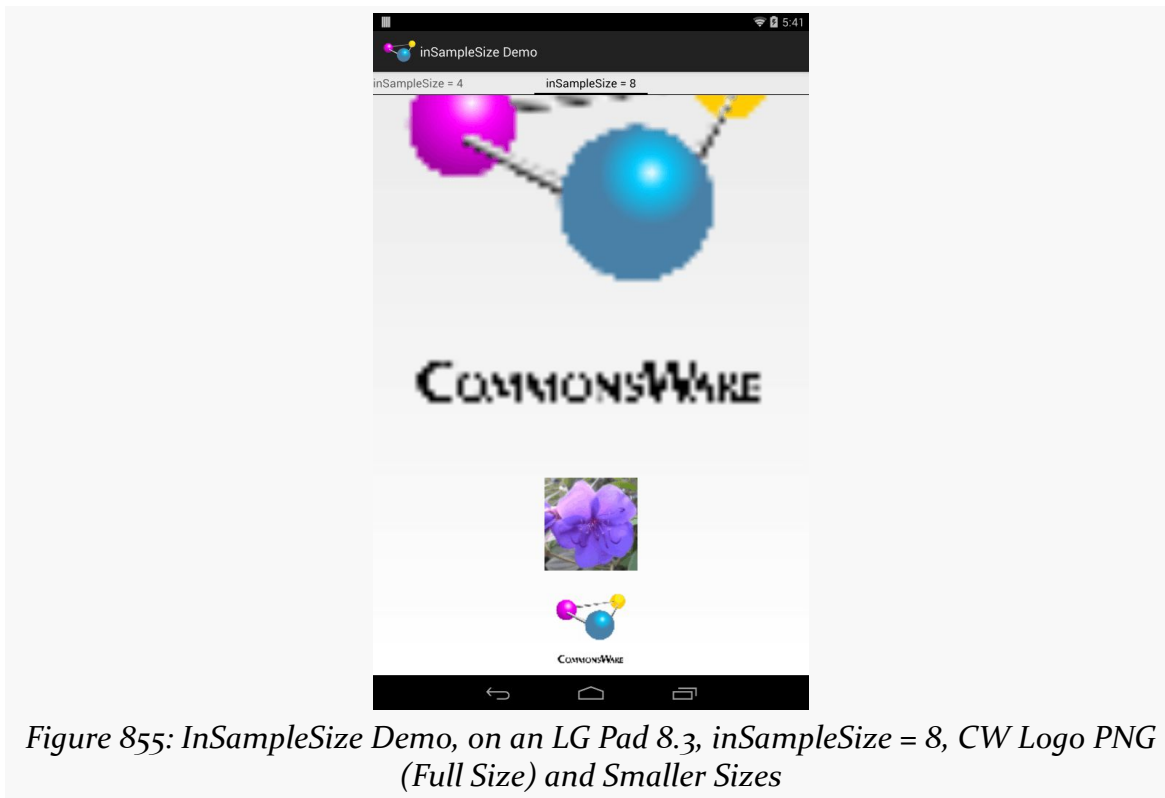 5:41
inSampleSize Demo
inSampleSize = 4 inSampleSize = 8
COMMONSWARE
COMMONSWARE
Figure 855: InSampleSize Demo, on an LG Pad 8.3, inSampleSize = 8, CW Logo PNG
(Full Size) and Smaller Sizes